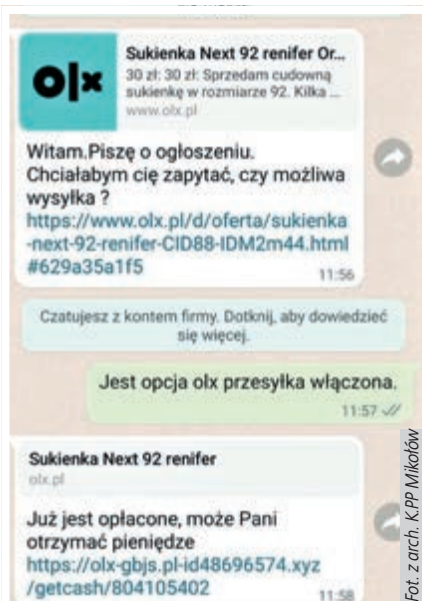 olx
Sukienka Next 92 renifer Or...
30 zł: 30 zł: Sprzedam cudowną
sukienkę w rozmiarze 92. Kilka ...
www.olx.pl
Witam.Piszę o ogłoszeniu.
Chciałabym cię zapytać, czy możliwa
wysyłka ?
https://www.olx.pl/d/oferta/sukienka
-next-92-renifer-CID88-IDM2m44.html
#629a35a1f5
11:56
Czatujesz z kontem firmy. Dotknij, aby dowiedzieć
się więcej.
Jest opcja olx przesyłka włączona.
11:57
Sukienka Next 92 renifer
olx.pl
Już jest opłacone, może Pani
otrzymać pieniędze
https://olx-gbjs.pl-id48696574.xyz
/getcash/804105402
11:58
Fot. z arch. K.PP Mikołów